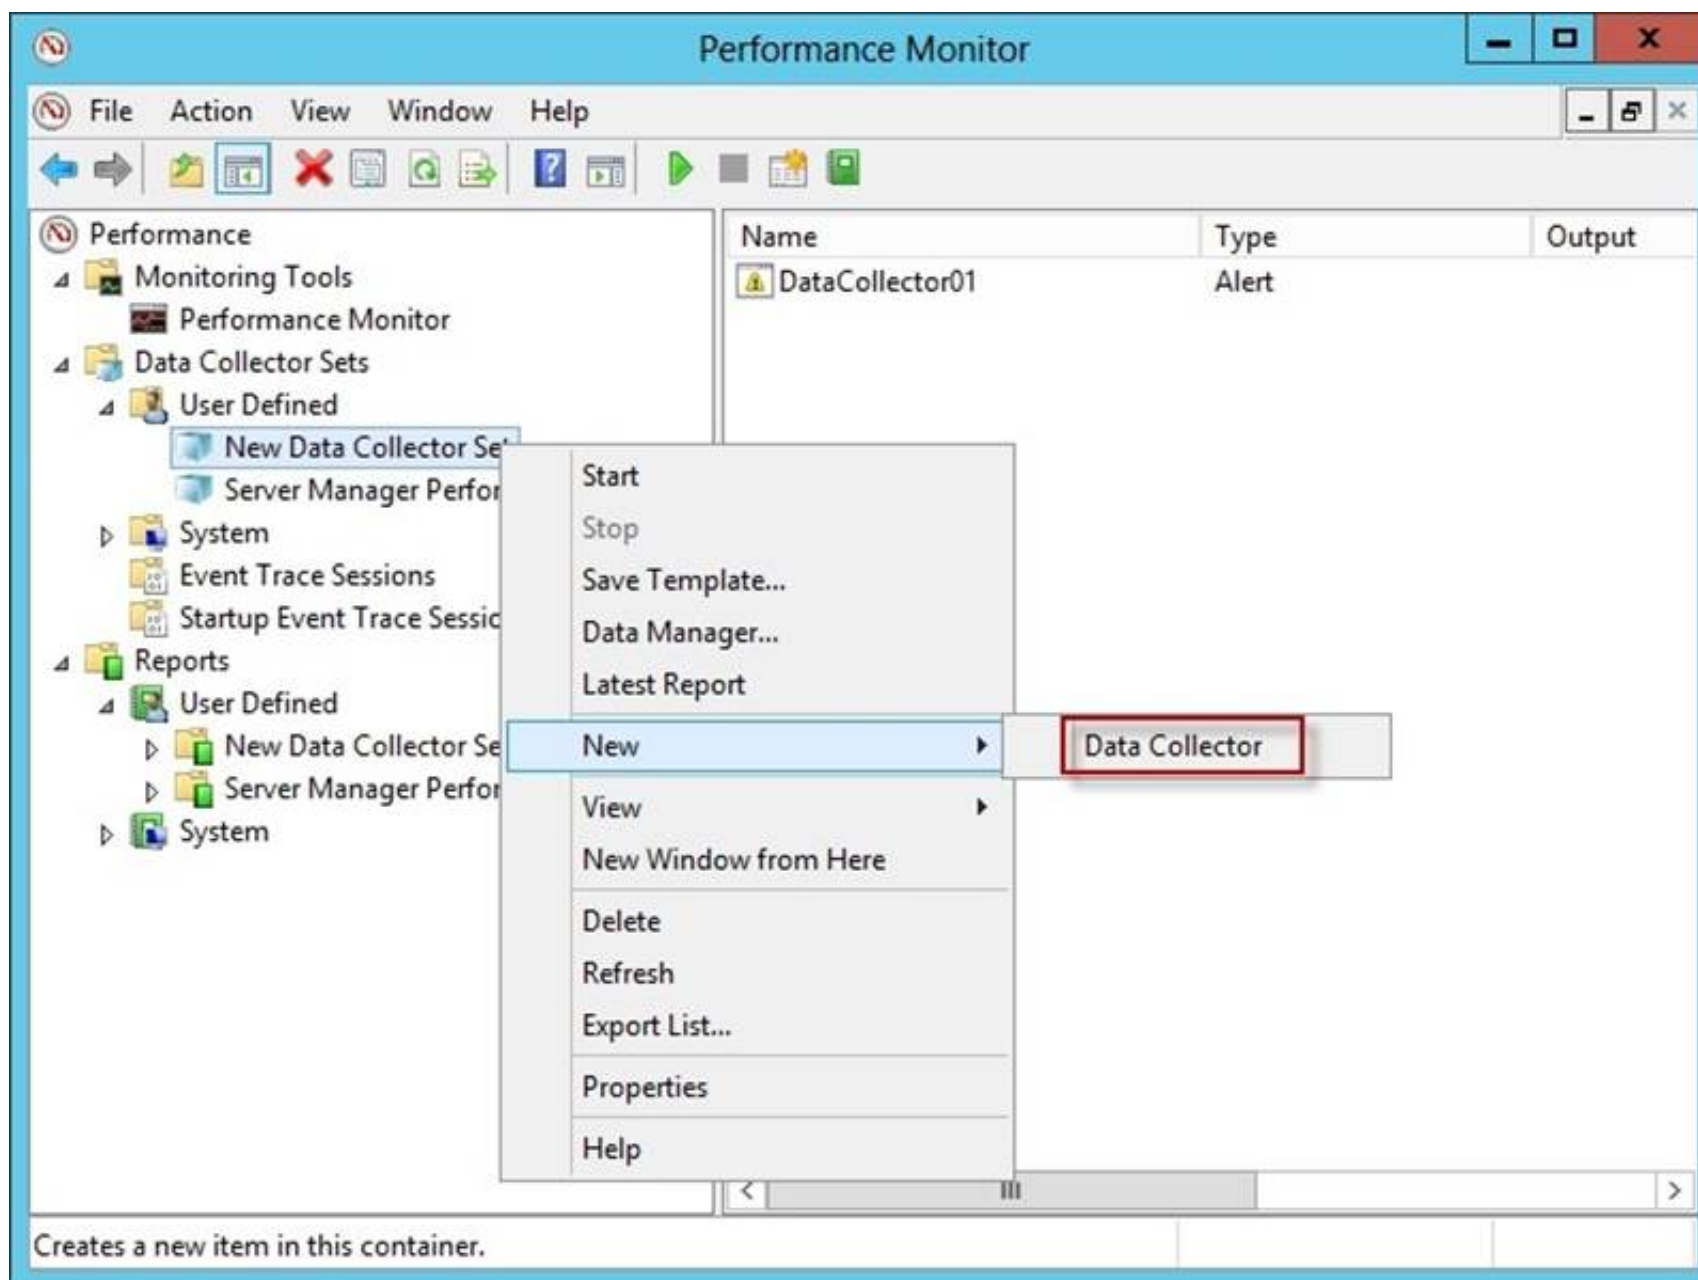 Performance Monitor
File Action View Window Help
Performance
Monitoring Tools
Performance Monitor
Data Collector Sets
User Defined
New Data Collector Set
Server Manager Perfor
System
Event Trace Sessions
Startup Event Trace Sessio
Reports
User Defined
New Data Collector Se
Server Manager Perfor
System
Name Type Output
DataCollector01 Alert
Start
Stop
Save Template...
Data Manager...
Latest Report
New
View
New Window from Here
Delete
Refresh
Export List...
Properties
Help
Data Collector
Creates a new item in this container.